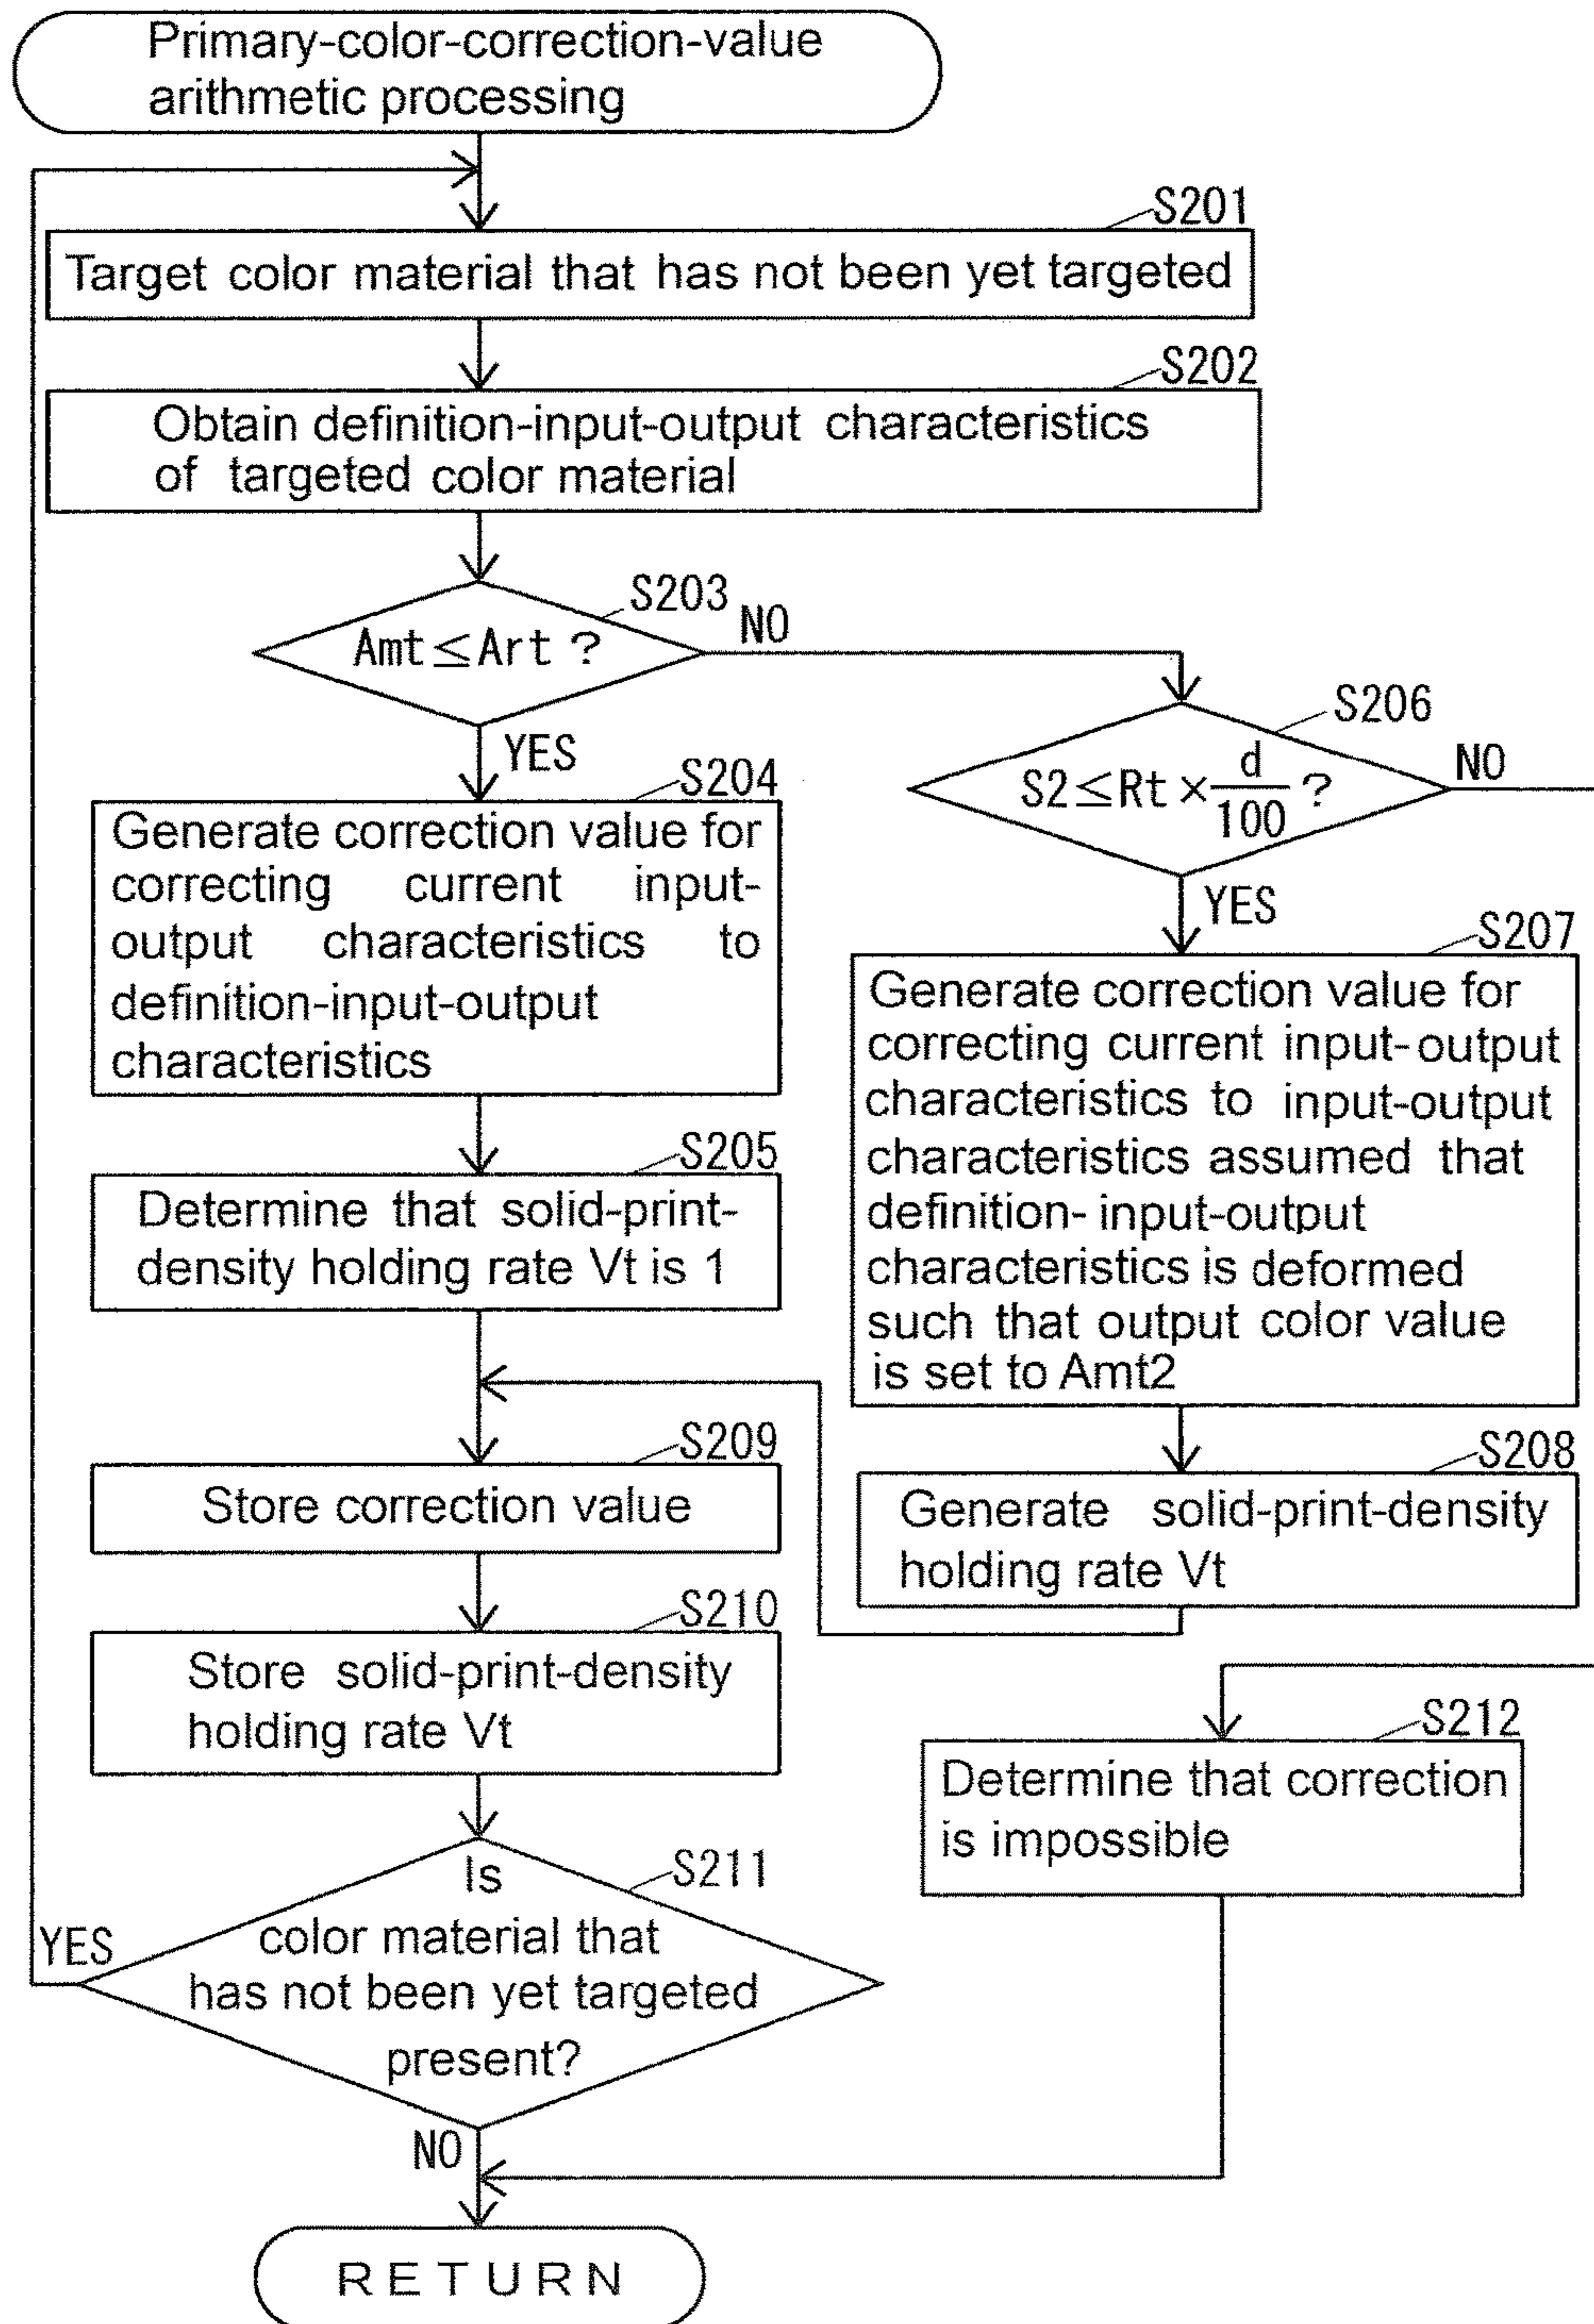 Primary-color-correction-value
arithmetic processing
S201
Target color material that has not been yet targeted
S202
Obtain definition-input-output characteristics
of targeted color material
S203
Amt≦Art ?
NO
YES
S204
Generate correction value for
correcting current input-
output characteristics to
definition-input-output
characteristics
S205
Determine that solid-print-
density holding rate Vt is 1
S206
S2≦Rt×d/100 ?
NO
YES
S207
Generate correction value for
correcting current input-output
characteristics to input-output
characteristics assumed that
definition- input-output
characteristics is deformed
such that output color value
is set to Amt2
S208
Generate solid-print-density
holding rate Vt
S209
Store correction value
S210
Store solid-print-density
holding rate Vt
S211
Is
color material that
has not been yet targeted
present?
YES
NO
S212
Determine that correction
is impossible
RETURN